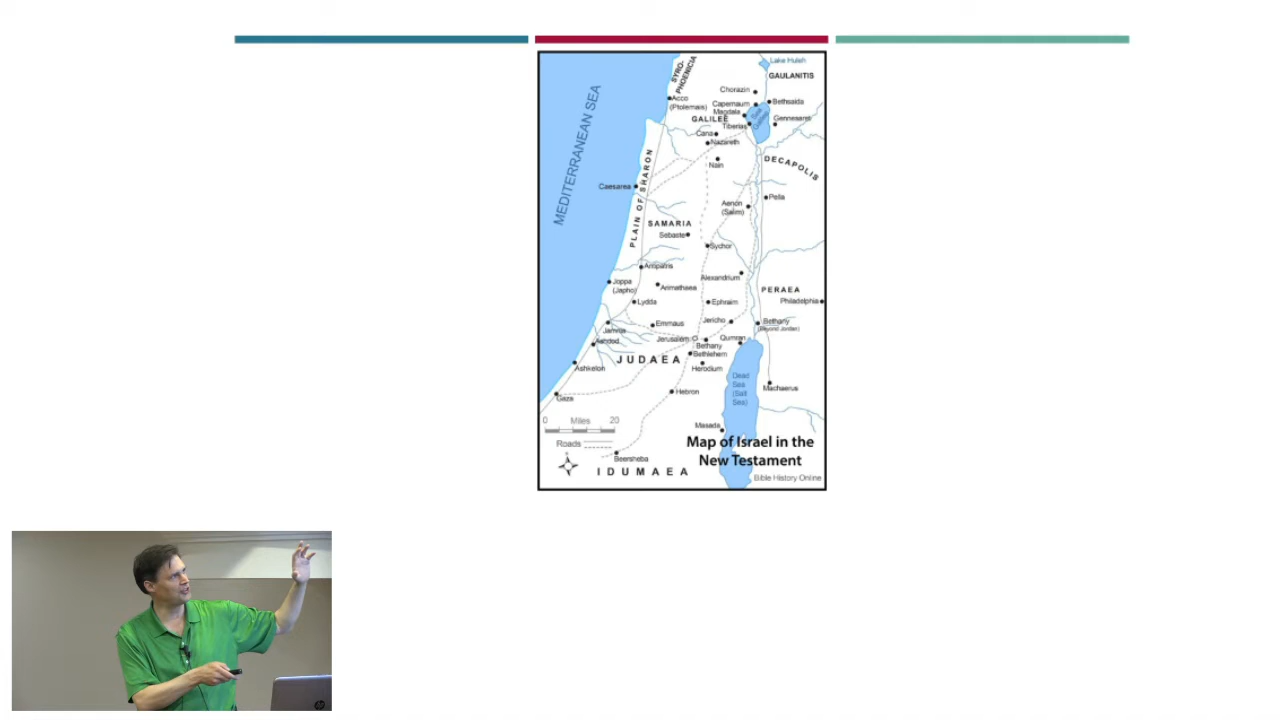 Lake Huleh
SYRO-
PHOENICIA
GAULANITIS
Chorazin
Acco
(Ptolemais)
Capernaum
Bethsaida
Magdala
GALILEE
Gennesaret
Tiberias
Cana
Nazareth
MEDITERRANEAN SEA
Nain
DECAPOLIS
PLAIN OF SHARON
Caesarea
Pella
Aenon
(Salim)
SAMARIA
Sebaste
Sychor
Antipatris
Alexandrium
Joppa
(Japho)
Arimathaea
PERAEA
Lydda
Ephraim
Philadelphia
Jericho
Bethany
(Beyond Jordan)
Emmaus
Jamnia
Jerusalem
Qumran
Ashdod
Bethany
Bethlehem
JUDAEA
Herodium
Ashkelon
Dead
Sea
(Salt
Sea)
Machaerus
Hebron
Gaza
0 Miles 20
Masada
Roads
Map of Israel in the
New Testament
Beersheba
IDUMAEA
Bible History Online